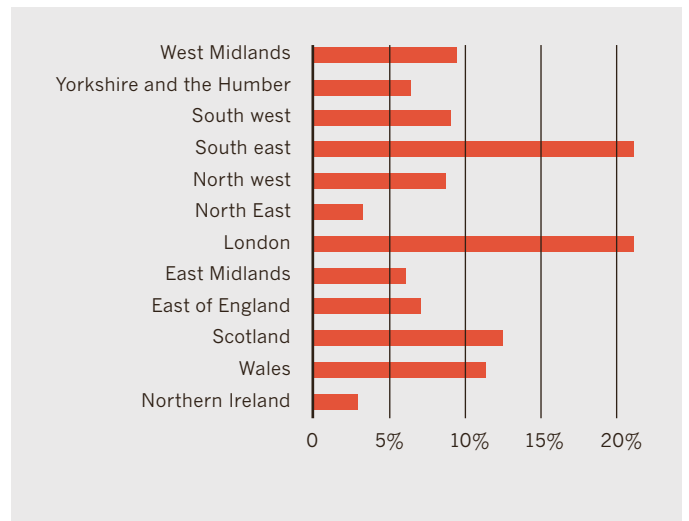 West Midlands
Yorkshire and the Humber
South west
South east
North west
North East
London
East Midlands
East of England
Scotland
Wales
Northern Ireland
0 5% 10% 15% 20%